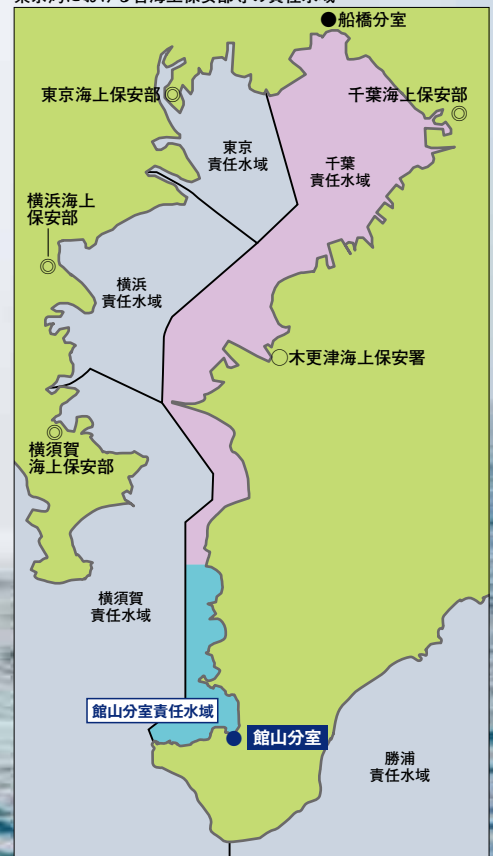 船橋分室
東京海上保安部
千葉海上保安部
東京
責任水域
千葉
責任水域
横浜海上
保安部
横浜
責任水域
木更津海上保安署
横須賀
海上保安部
横須賀
責任水域
館山分室責任水域
館山分室
勝浦
責任水域